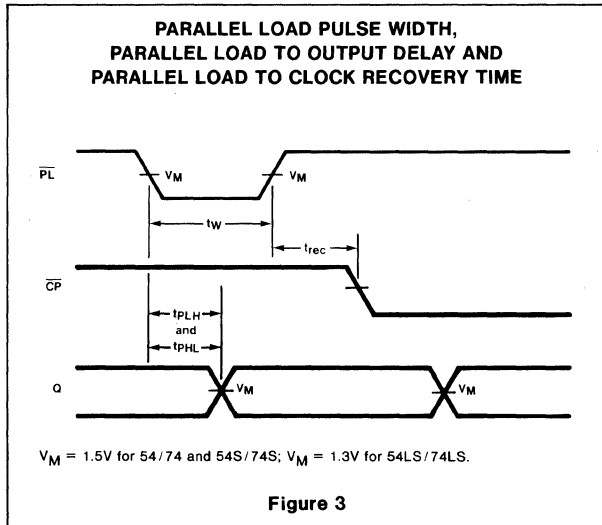 PARALLEL LOAD PULSE WIDTH,
PARALLEL LOAD TO OUTPUT DELAY AND
PARALLEL LOAD TO CLOCK RECOVERY TIME
PL
VM
VM
tW
trec
CP
tPLH
and
tPHL
Q
VM
VM
VM = 1.5V for 54/74 and 54S/74S; VM = 1.3V for 54LS/74LS.
Figure 3